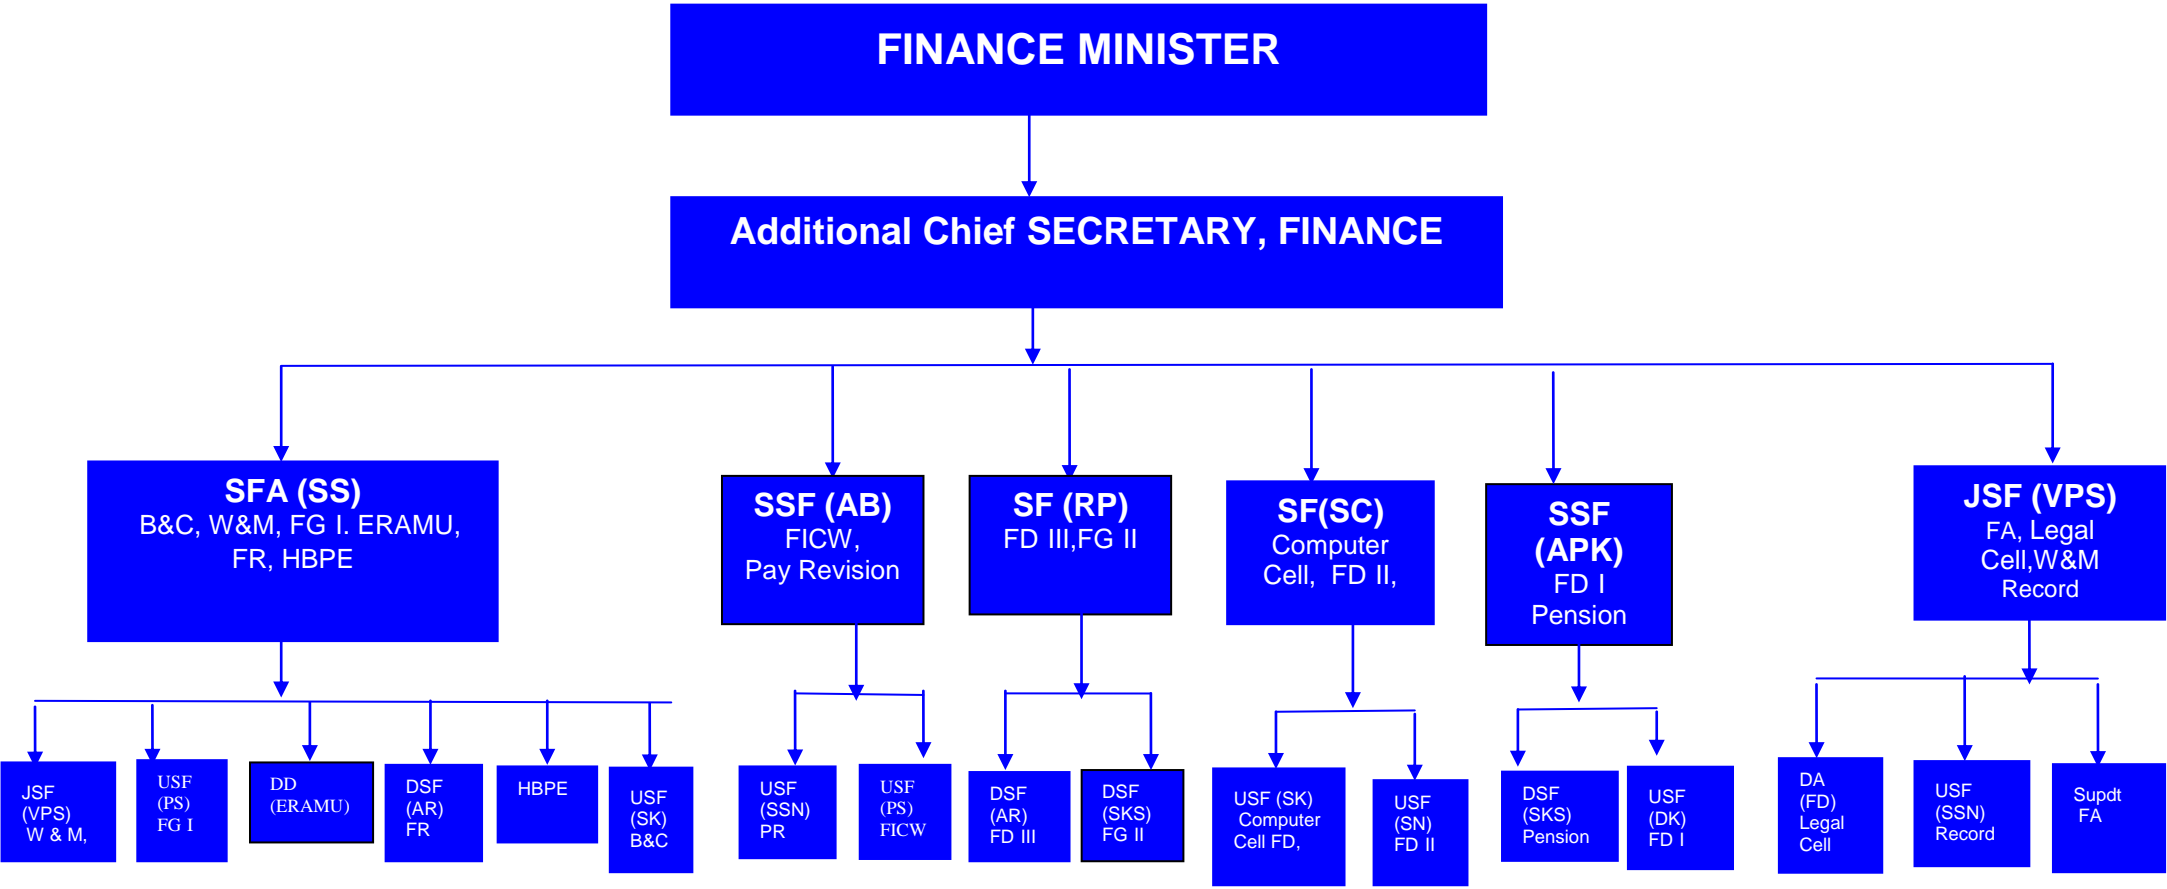 FINANCE MINISTER
Additional Chief SECRETARY, FINANCE
SFA (SS)
B&C, W&M, FG I. ERAMU,
FR, HBPE
SSF (AB)
FICW,
Pay Revision
SF (RP)
FD III,FG II
SF(SC)
Computer
Cell, FD II,
SSF
(APK)
FD I
Pension
JSF (VPS)
FA, Legal
Cell,W&M
Record
JSF
(VPS)
W & M,
USF
(PS)
FG I
DD
(ERAMU)
DSF
(AR)
FR
HBPE
USF
(SK)
B&C
USF
(SSN)
PR
USF
(PS)
FICW
DSF
(AR)
FD III
DSF
(SKS)
FG II
USF (SK)
Computer
Cell FD,
USF
(SN)
FD II
DSF
(SKS)
Pension
USF
(DK)
FD I
DA
(FD)
Legal
Cell
USF
(SSN)
Record
Supdt
FA